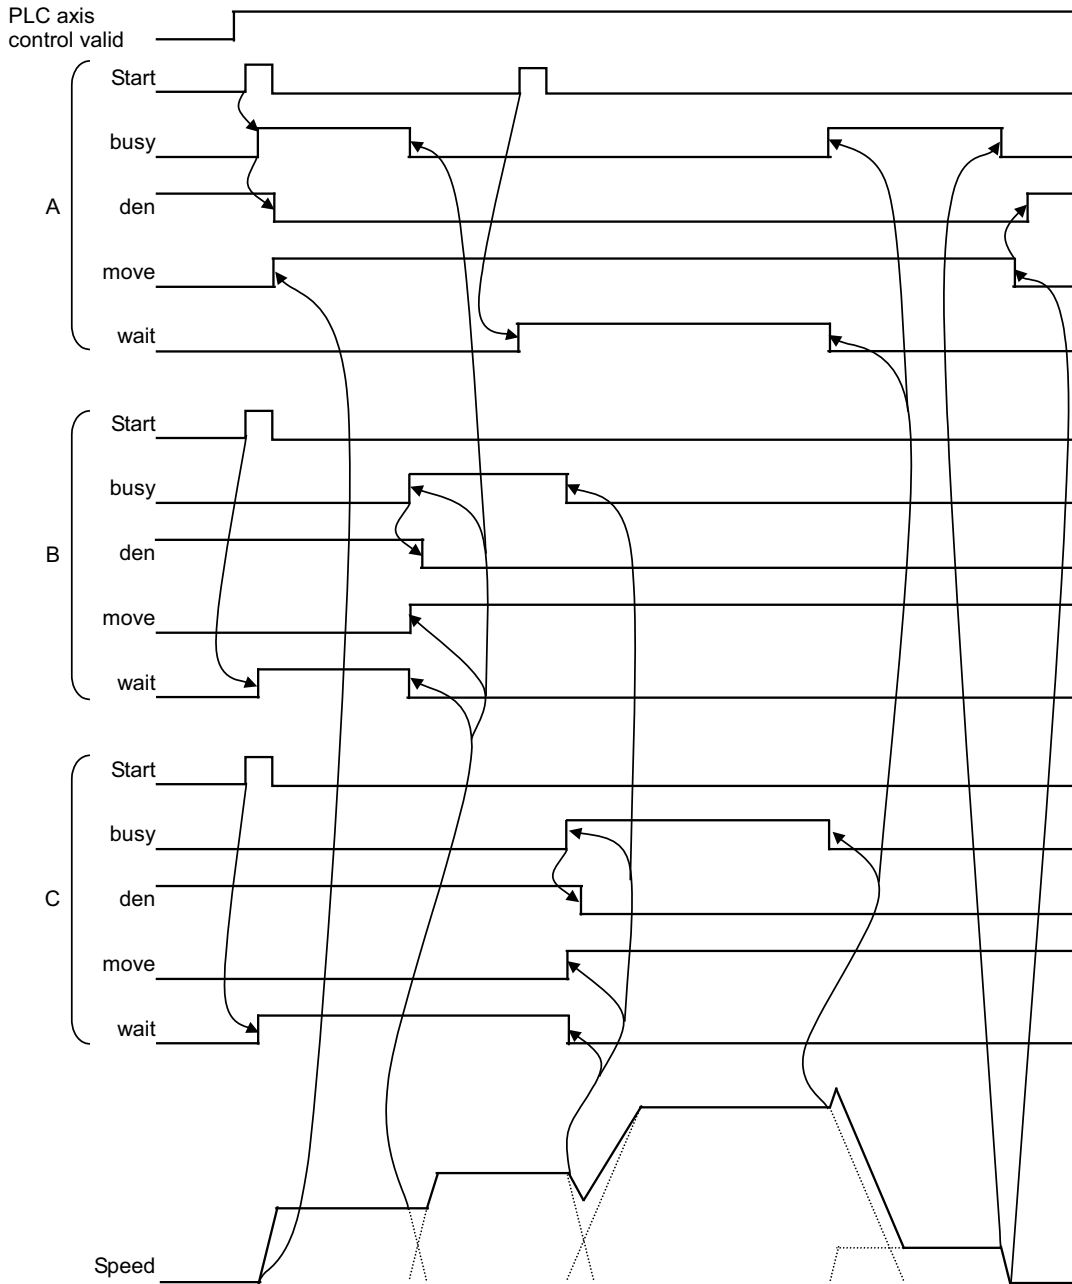 PLC axis
control valid
A
Start
busy
den
move
wait
B
Start
busy
den
move
wait
C
Start
busy
den
move
wait
Speed